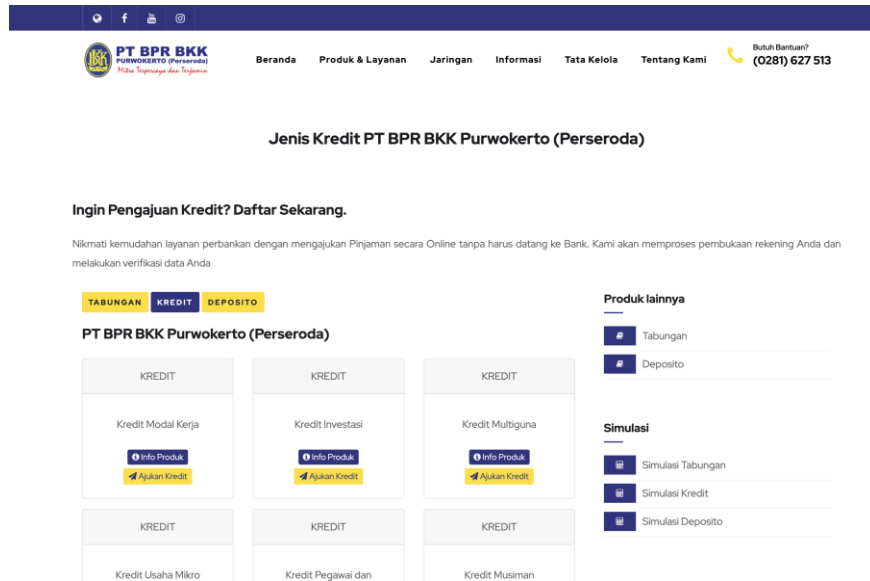 PT BPR BKK
PURWOKERTO (Perseroda)
Mitra Terpercaya dan Terjamin
Beranda
Produk & Layanan
Jaringan
Informasi
Tata Kelola
Tentang Kami
Butuh Bantuan?
(0281) 627 513
Jenis Kredit PT BPR BKK Purwokerto (Perseroda)
Ingin Pengajuan Kredit? Daftar Sekarang.
Nikmati kemudahan layanan perbankan dengan mengajukan Pinjaman secara Online tanpa harus datang ke Bank. Kami akan memproses pembukaan rekening Anda dan
melakukan verifikasi data Anda
TABUNGAN
KREDIT
DEPOSITO
PT BPR BKK Purwokerto (Perseroda)
KREDIT
Kredit Modal Kerja
Info Produk
Ajukan Kredit
KREDIT
Kredit Investasi
Info Produk
Ajukan Kredit
KREDIT
Kredit Multiguna
Info Produk
Ajukan Kredit
KREDIT
Kredit Usaha Mikro
KREDIT
Kredit Pegawai dan
KREDIT
Kredit Musiman
Produk lainnya
Tabungan
Deposito
Simulasi
Simulasi Tabungan
Simulasi Kredit
Simulasi Deposito